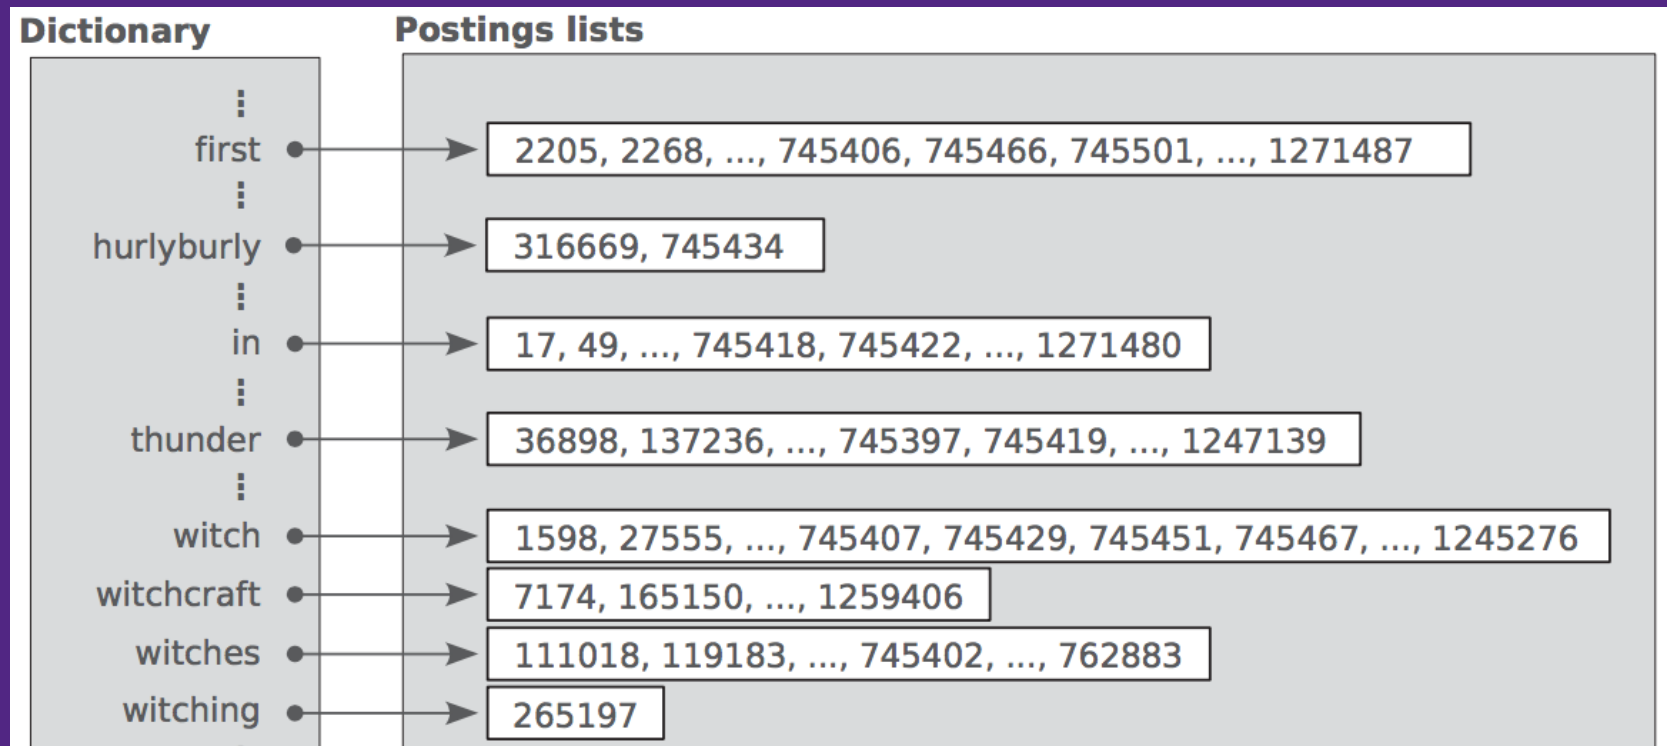 Dictionary Postings lists
⋮
first 2205, 2268, ..., 745406, 745466, 745501, ..., 1271487
⋮
hurlyburly 316669, 745434
⋮
in 17, 49, ..., 745418, 745422, ..., 1271480
⋮
thunder 36898, 137236, ..., 745397, 745419, ..., 1247139
⋮
witch 1598, 27555, ..., 745407, 745429, 745451, 745467, ..., 1245276
witchcraft 7174, 165150, ..., 1259406
witches 111018, 119183, ..., 745402, ..., 762883
witching 265197